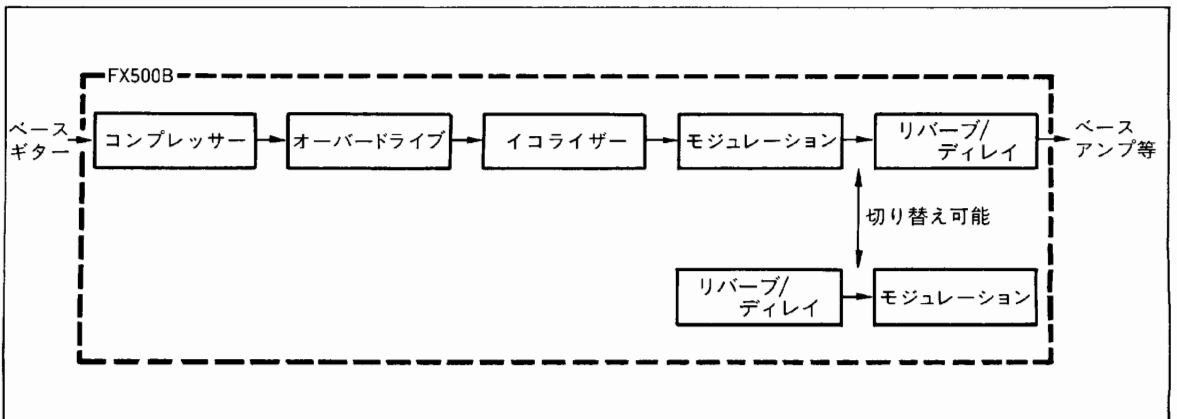 FX500B
ベース
ギター
コンプレッサー
オーバードライブ
イコライザー
モジュレーション
リバーブ/
ディレイ
ベース
アンプ等
切り替え可能
リバーブ/
ディレイ
モジュレーション